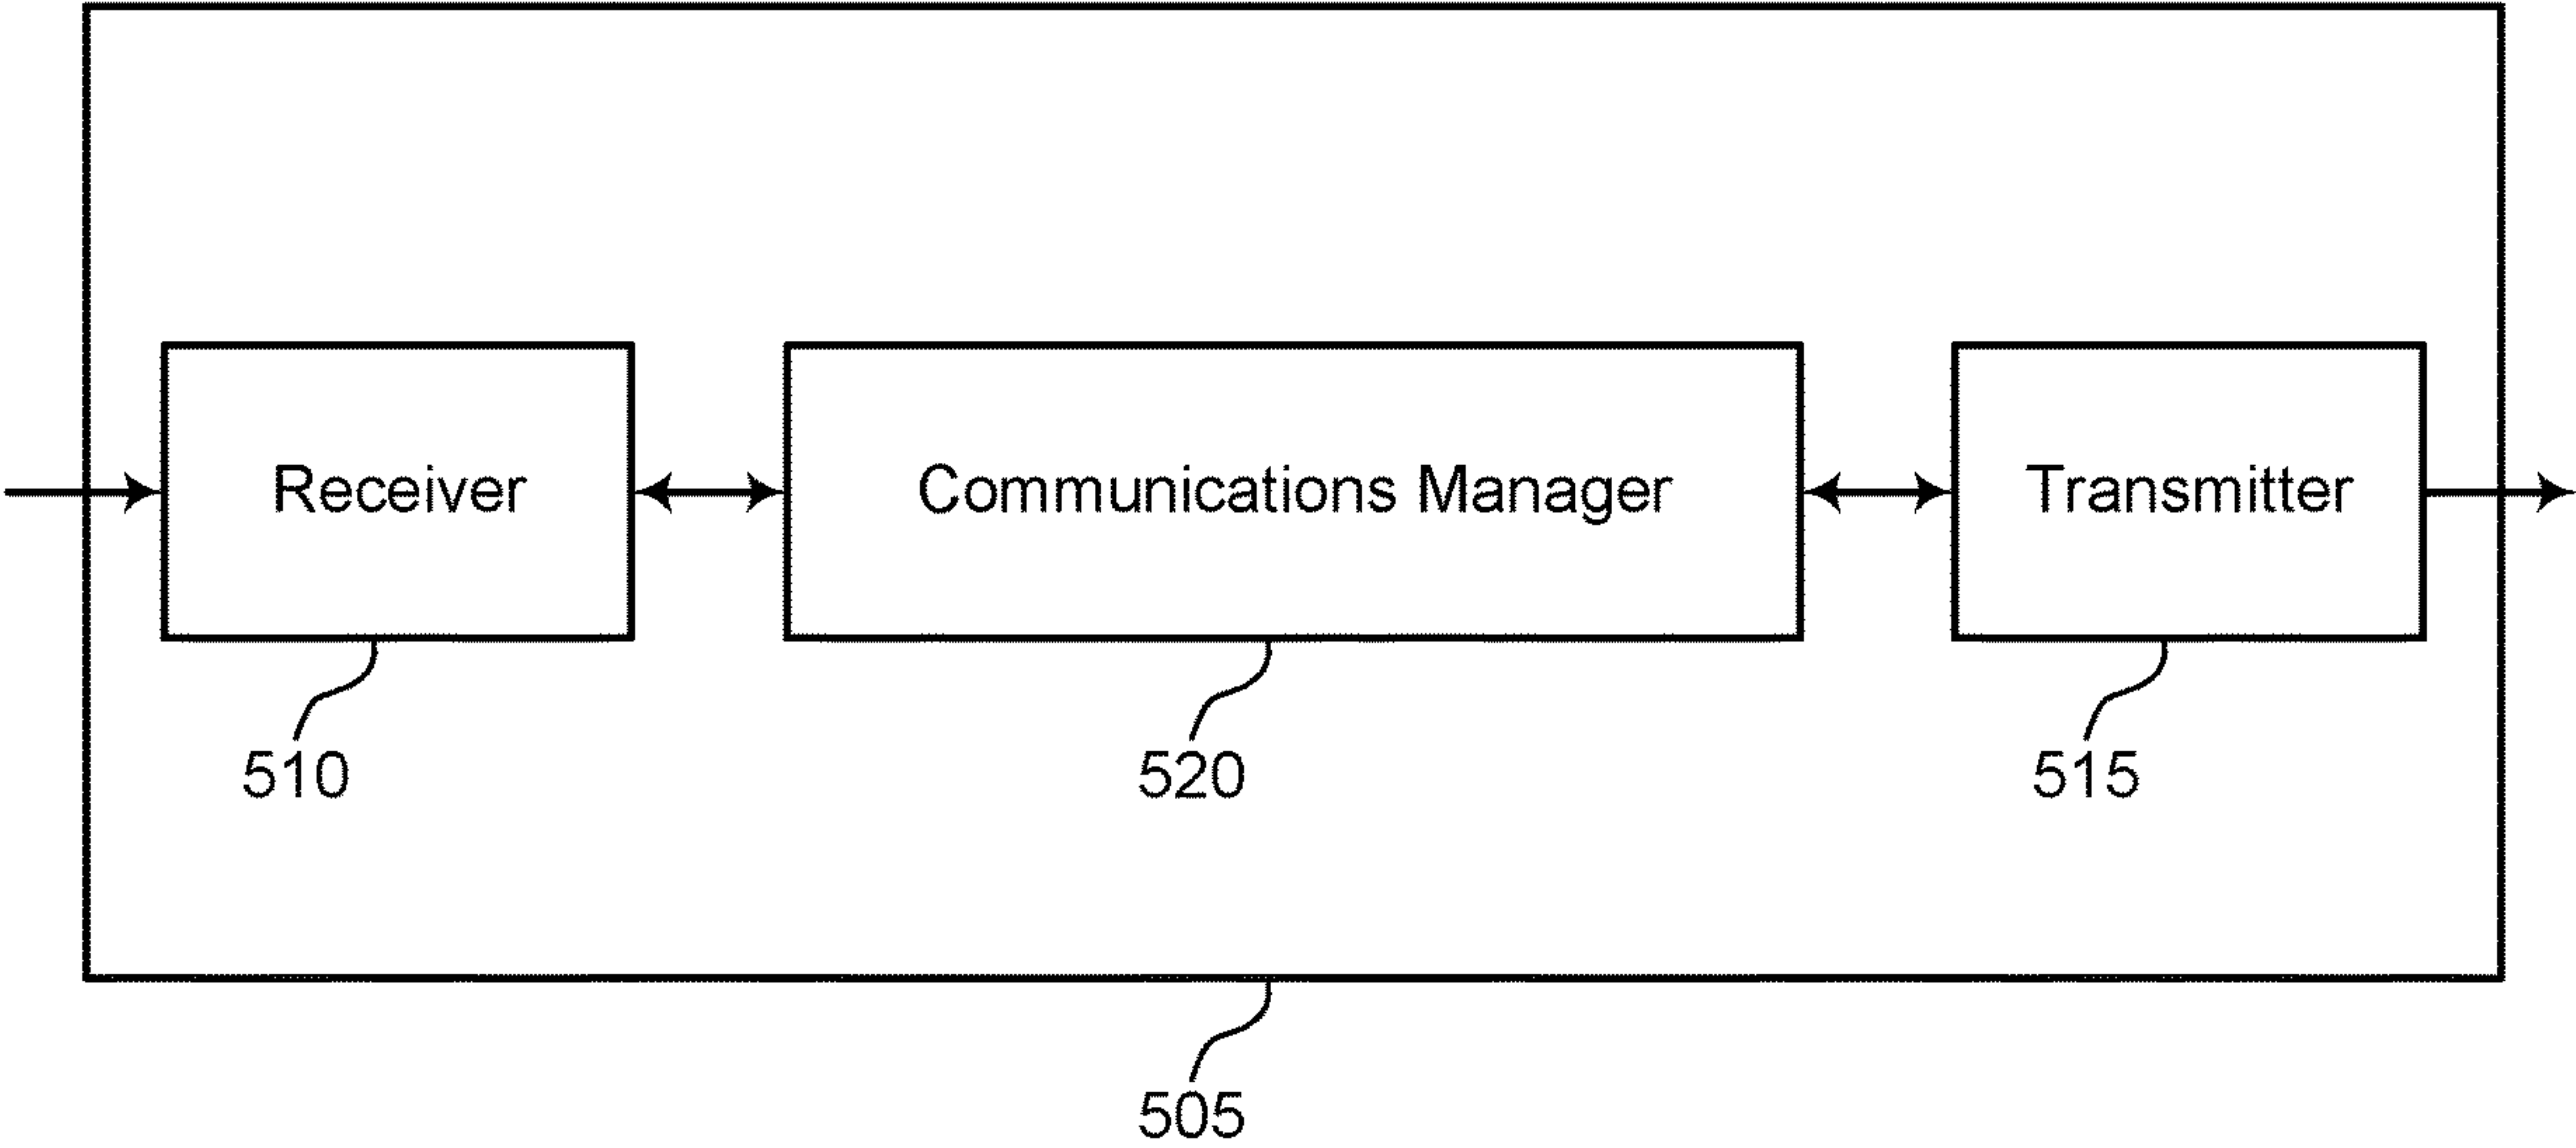 Receiver
Communications Manager
Transmitter
510
520
515
505